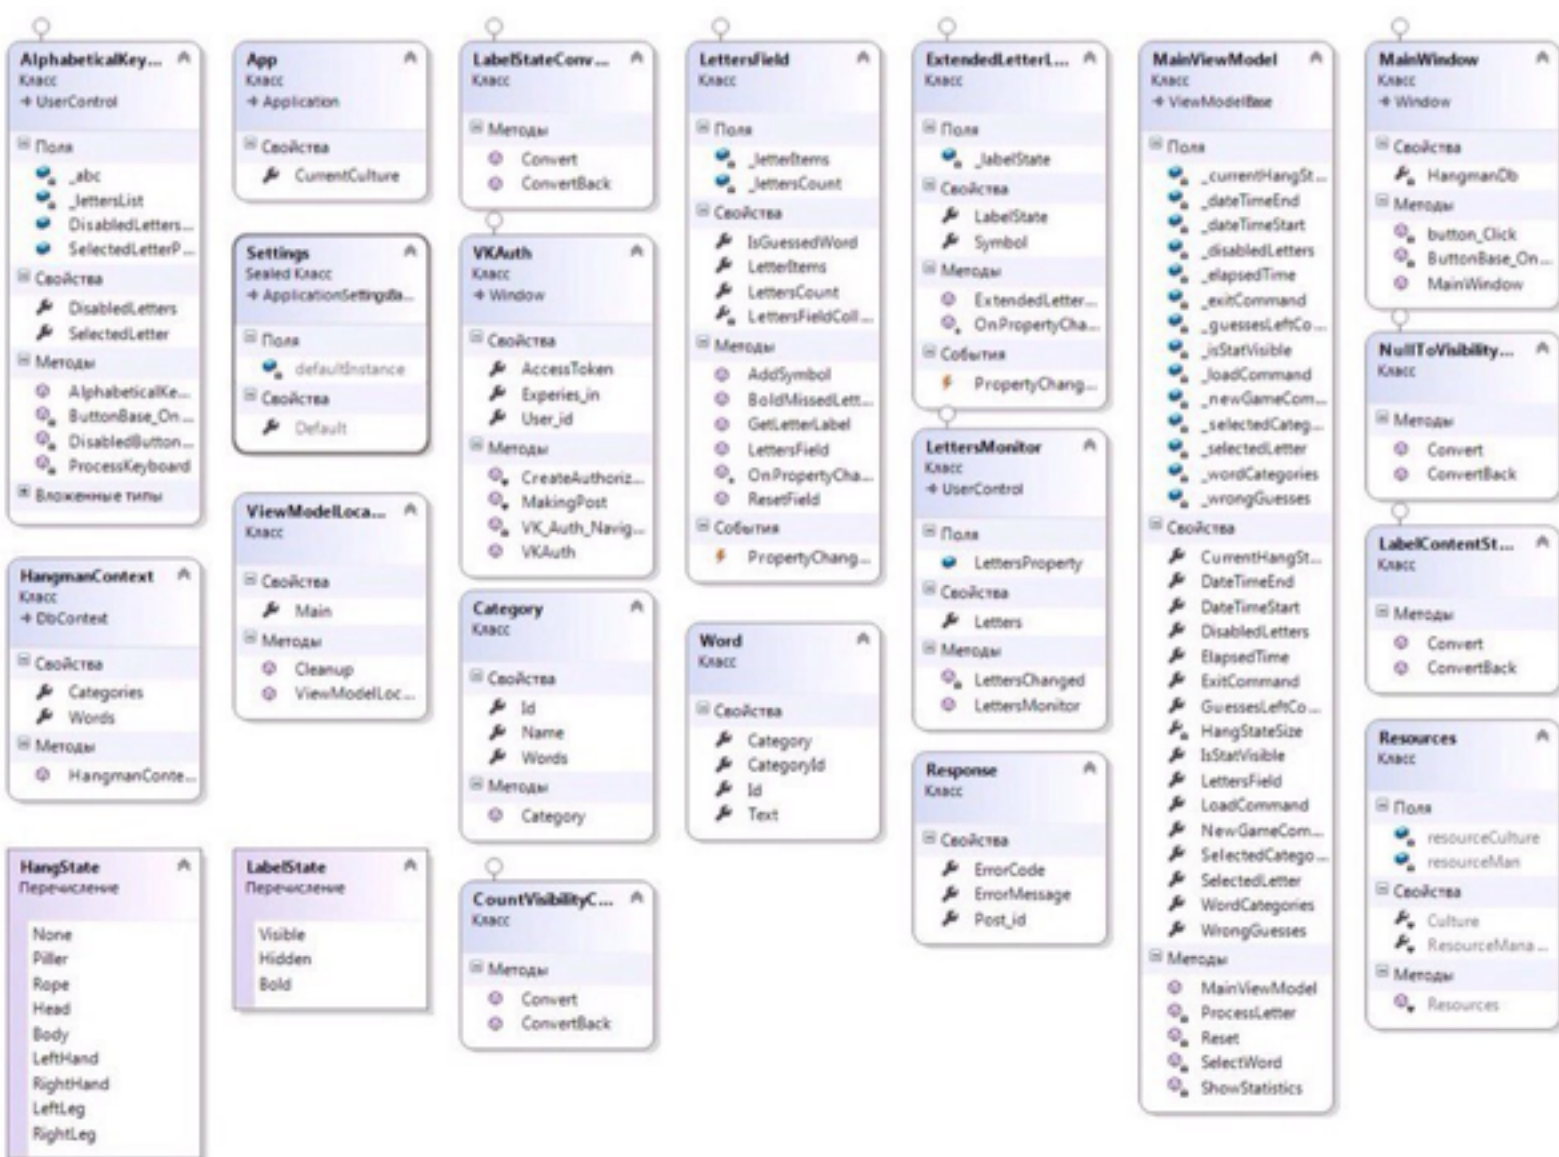 AlphabeticalKey...
Класс
→ UserControl
Поля
_abc
_lettersList
DisabledLetters...
SelectedLetterP...
Свойства
DisabledLetters
SelectedLetter
Методы
AlphabeticalKe...
ButtonBase_On...
DisabledButton...
ProcessKeyboard
Вложенные типы
HangmanContext
Класс
→ DbContext
Свойства
Categories
Words
Методы
HangmanConte...
HangState
Перечисление
None
Piller
Rope
Head
Body
LeftHand
RightHand
LeftLeg
RightLeg
App
Класс
→ Application
Свойства
CurrentCulture
Settings
Sealed Класс
→ ApplicationSettingsBa...
Поля
defaultInstance
Свойства
Default
ViewModelLoca...
Класс
Свойства
Main
Методы
Cleanup
ViewModelLoc...
LabelState
Перечисление
Visible
Hidden
Bold
LabelStateConv...
Класс
Методы
Convert
ConvertBack
VKAuth
Класс
→ Window
Свойства
AccessToken
Experies_in
User_id
Методы
CreateAuthoriz...
MakingPost
VK_Auth_Navig...
VKAuth
Category
Класс
Свойства
Id
Name
Words
Методы
Category
CountVisibilityC...
Класс
Методы
Convert
ConvertBack
LettersField
Класс
Поля
_letterItems
_lettersCount
Свойства
IsGuessedWord
LetterItems
LettersCount
LettersFieldColl...
Методы
AddSymbol
BoldMissedLett...
GetLetterLabel
LettersField
OnPropertyCha...
ResetField
События
PropertyChang...
Word
Класс
Свойства
Category
CategoryId
Id
Text
ExtendedLetterL...
Класс
Поля
_labelState
Свойства
LabelState
Symbol
Методы
ExtendedLetter...
OnPropertyCha...
События
PropertyChang...
LettersMonitor
Класс
→ UserControl
Поля
LettersProperty
Свойства
Letters
Методы
LettersChanged
LettersMonitor
Response
Класс
Свойства
ErrorCode
ErrorMessage
Post_id
MainViewModel
Класс
→ ViewModelBase
Поля
_currentHangSt...
_dateTimeEnd
_dateTimeStart
_disabledLetters
_elapsedTime
_exitCommand
_guessesLeftCo...
_isStatVisible
_loadCommand
_newGameCom...
_selectedCateg...
_selectedLetter
_wordCategories
_wrongGuesses
Свойства
CurrentHangSt...
DateTimeEnd
DateTimeStart
DisabledLetters
ElapsedTime
ExitCommand
GuessesLeftCo...
HangStateSize
IsStatVisible
LettersField
LoadCommand
NewGameCom...
SelectedCatego...
SelectedLetter
WordCategories
WrongGuesses
Методы
MainViewModel
ProcessLetter
Reset
SelectWord
ShowStatistics
MainWindow
Класс
→ Window
Свойства
HangmanDb
Методы
button_Click
ButtonBase_On...
MainWindow
NullToVisibility...
Класс
Методы
Convert
ConvertBack
LabelContentSt...
Класс
Методы
Convert
ConvertBack
Resources
Класс
Поля
resourceCulture
resourceMan
Свойства
Culture
ResourceMana...
Методы
Resources